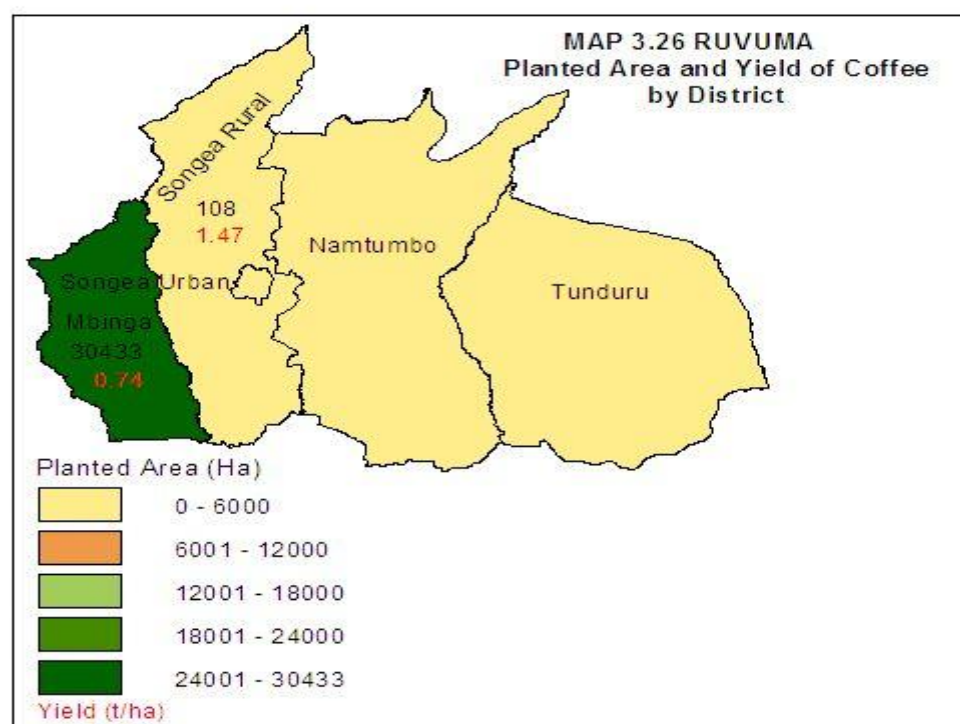 MAP 3.26 RUVUMA
Planted Area and Yield of Coffee
by District
Songea Rural
108
1.47
Namtumbo
Tunduru
Songea Urban
Mbinga
30433
0.74
Planted Area (Ha)
0 - 6000
6001 - 12000
12001 - 18000
18001 - 24000
24001 - 30433
Yield (t/ha)